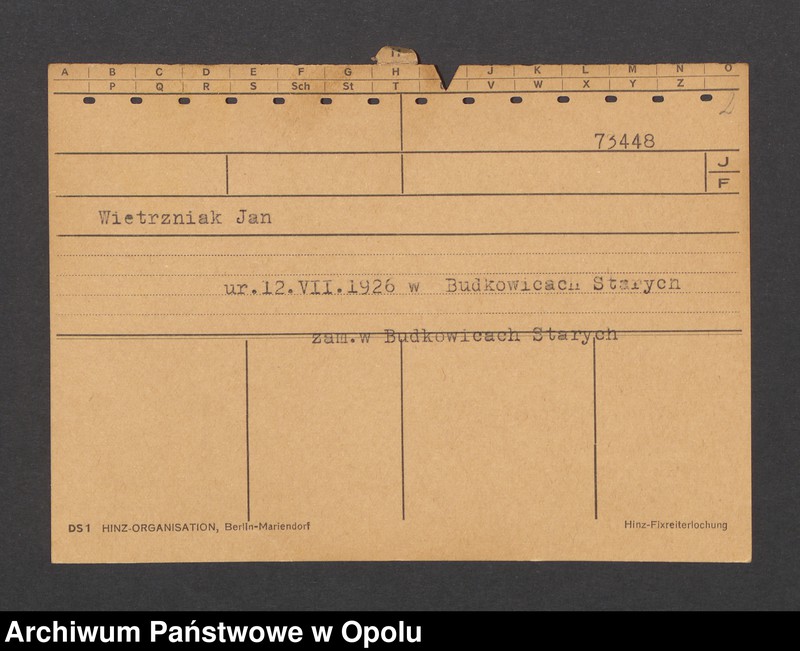 H
A B C D E F G H J K L M N O
P Q R S Sch St T V W X Y Z
2
73448
J
F
Wietrzniak Jan
ur.12.VII.1926 w Budkowicach Starych
zam.w Budkowicach Starych
DS1 HINZ-ORGANISATION, Berlin-Mariendorf
Hinz-Fixreiterlochung
Archiwum Państwowe w Opolu